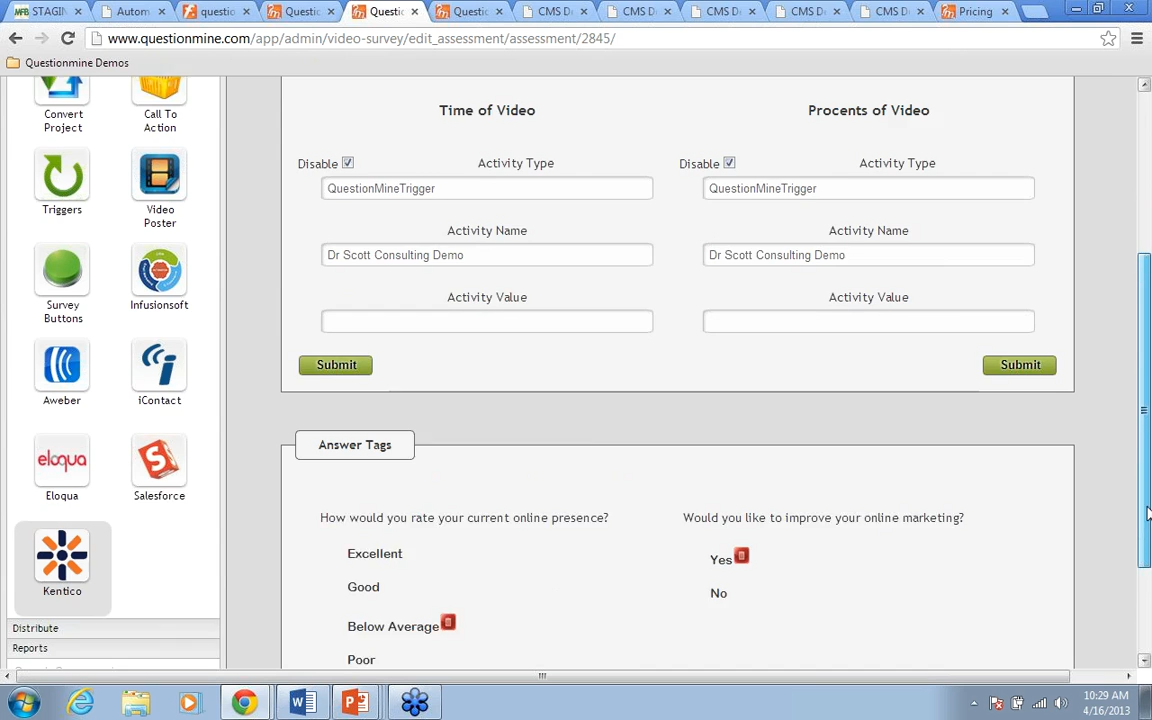 STAGIN
Autom
questio
Questio
Questio
Questio
CMS D
CMS D
CMS D
CMS D
CMS D
Pricing
www.questionmine.com/app/admin/video-survey/edit_assessment/assessment/2845/
Questionmine Demos
Convert
Project
Call To
Action
Triggers
Video
Poster
Survey
Buttons
Infusionsoft
Aweber
iContact
eloqua
Eloqua
Salesforce
Kentico
Distribute
Reports
Time of Video
Procents of Video
Disable
Activity Type
Disable
Activity Type
QuestionMineTrigger
QuestionMineTrigger
Activity Name
Activity Name
Dr Scott Consulting Demo
Dr Scott Consulting Demo
Activity Value
Activity Value
Submit
Submit
Answer Tags
How would you rate your current online presence?
Would you like to improve your online marketing?
Excellent
Yes
Good
No
Below Average
Poor
10:29 AM
4/16/2013